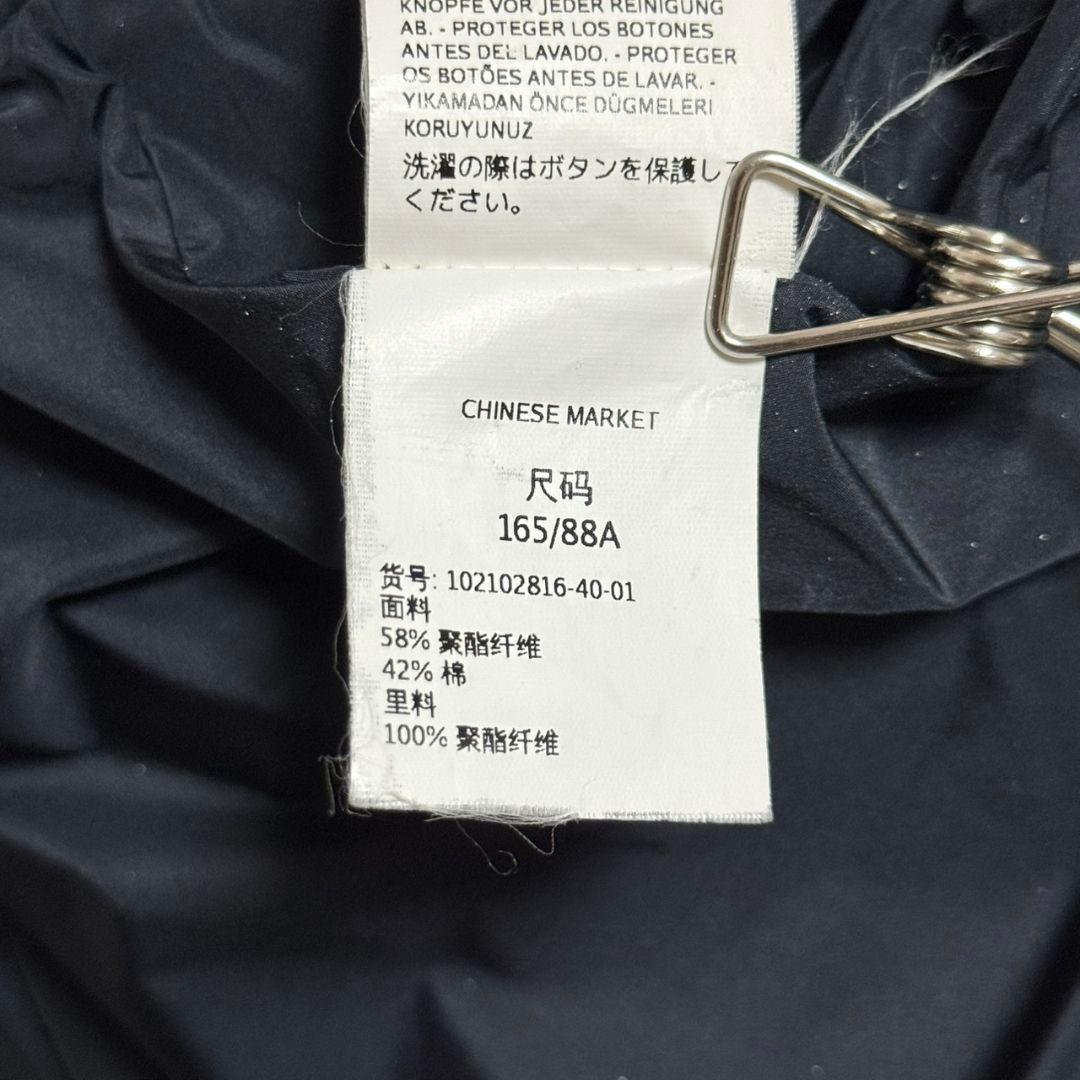 KNÖPFE VOR JEDER REINIGUNG
AB. - PROTEGER LOS BOTONES
ANTES DEL LAVADO. - PROTEGER
OS BOTÕES ANTES DE LAVAR. -
YIKAMADAN ÖNCE DÜGMELERI
KORUYUNUZ
洗濯の際はボタンを保護して
ください。
CHINESE MARKET
尺码
165/88A
货号: 102102816-40-01
面料
58% 聚酯纤维
42% 棉
里料
100% 聚酯纤维